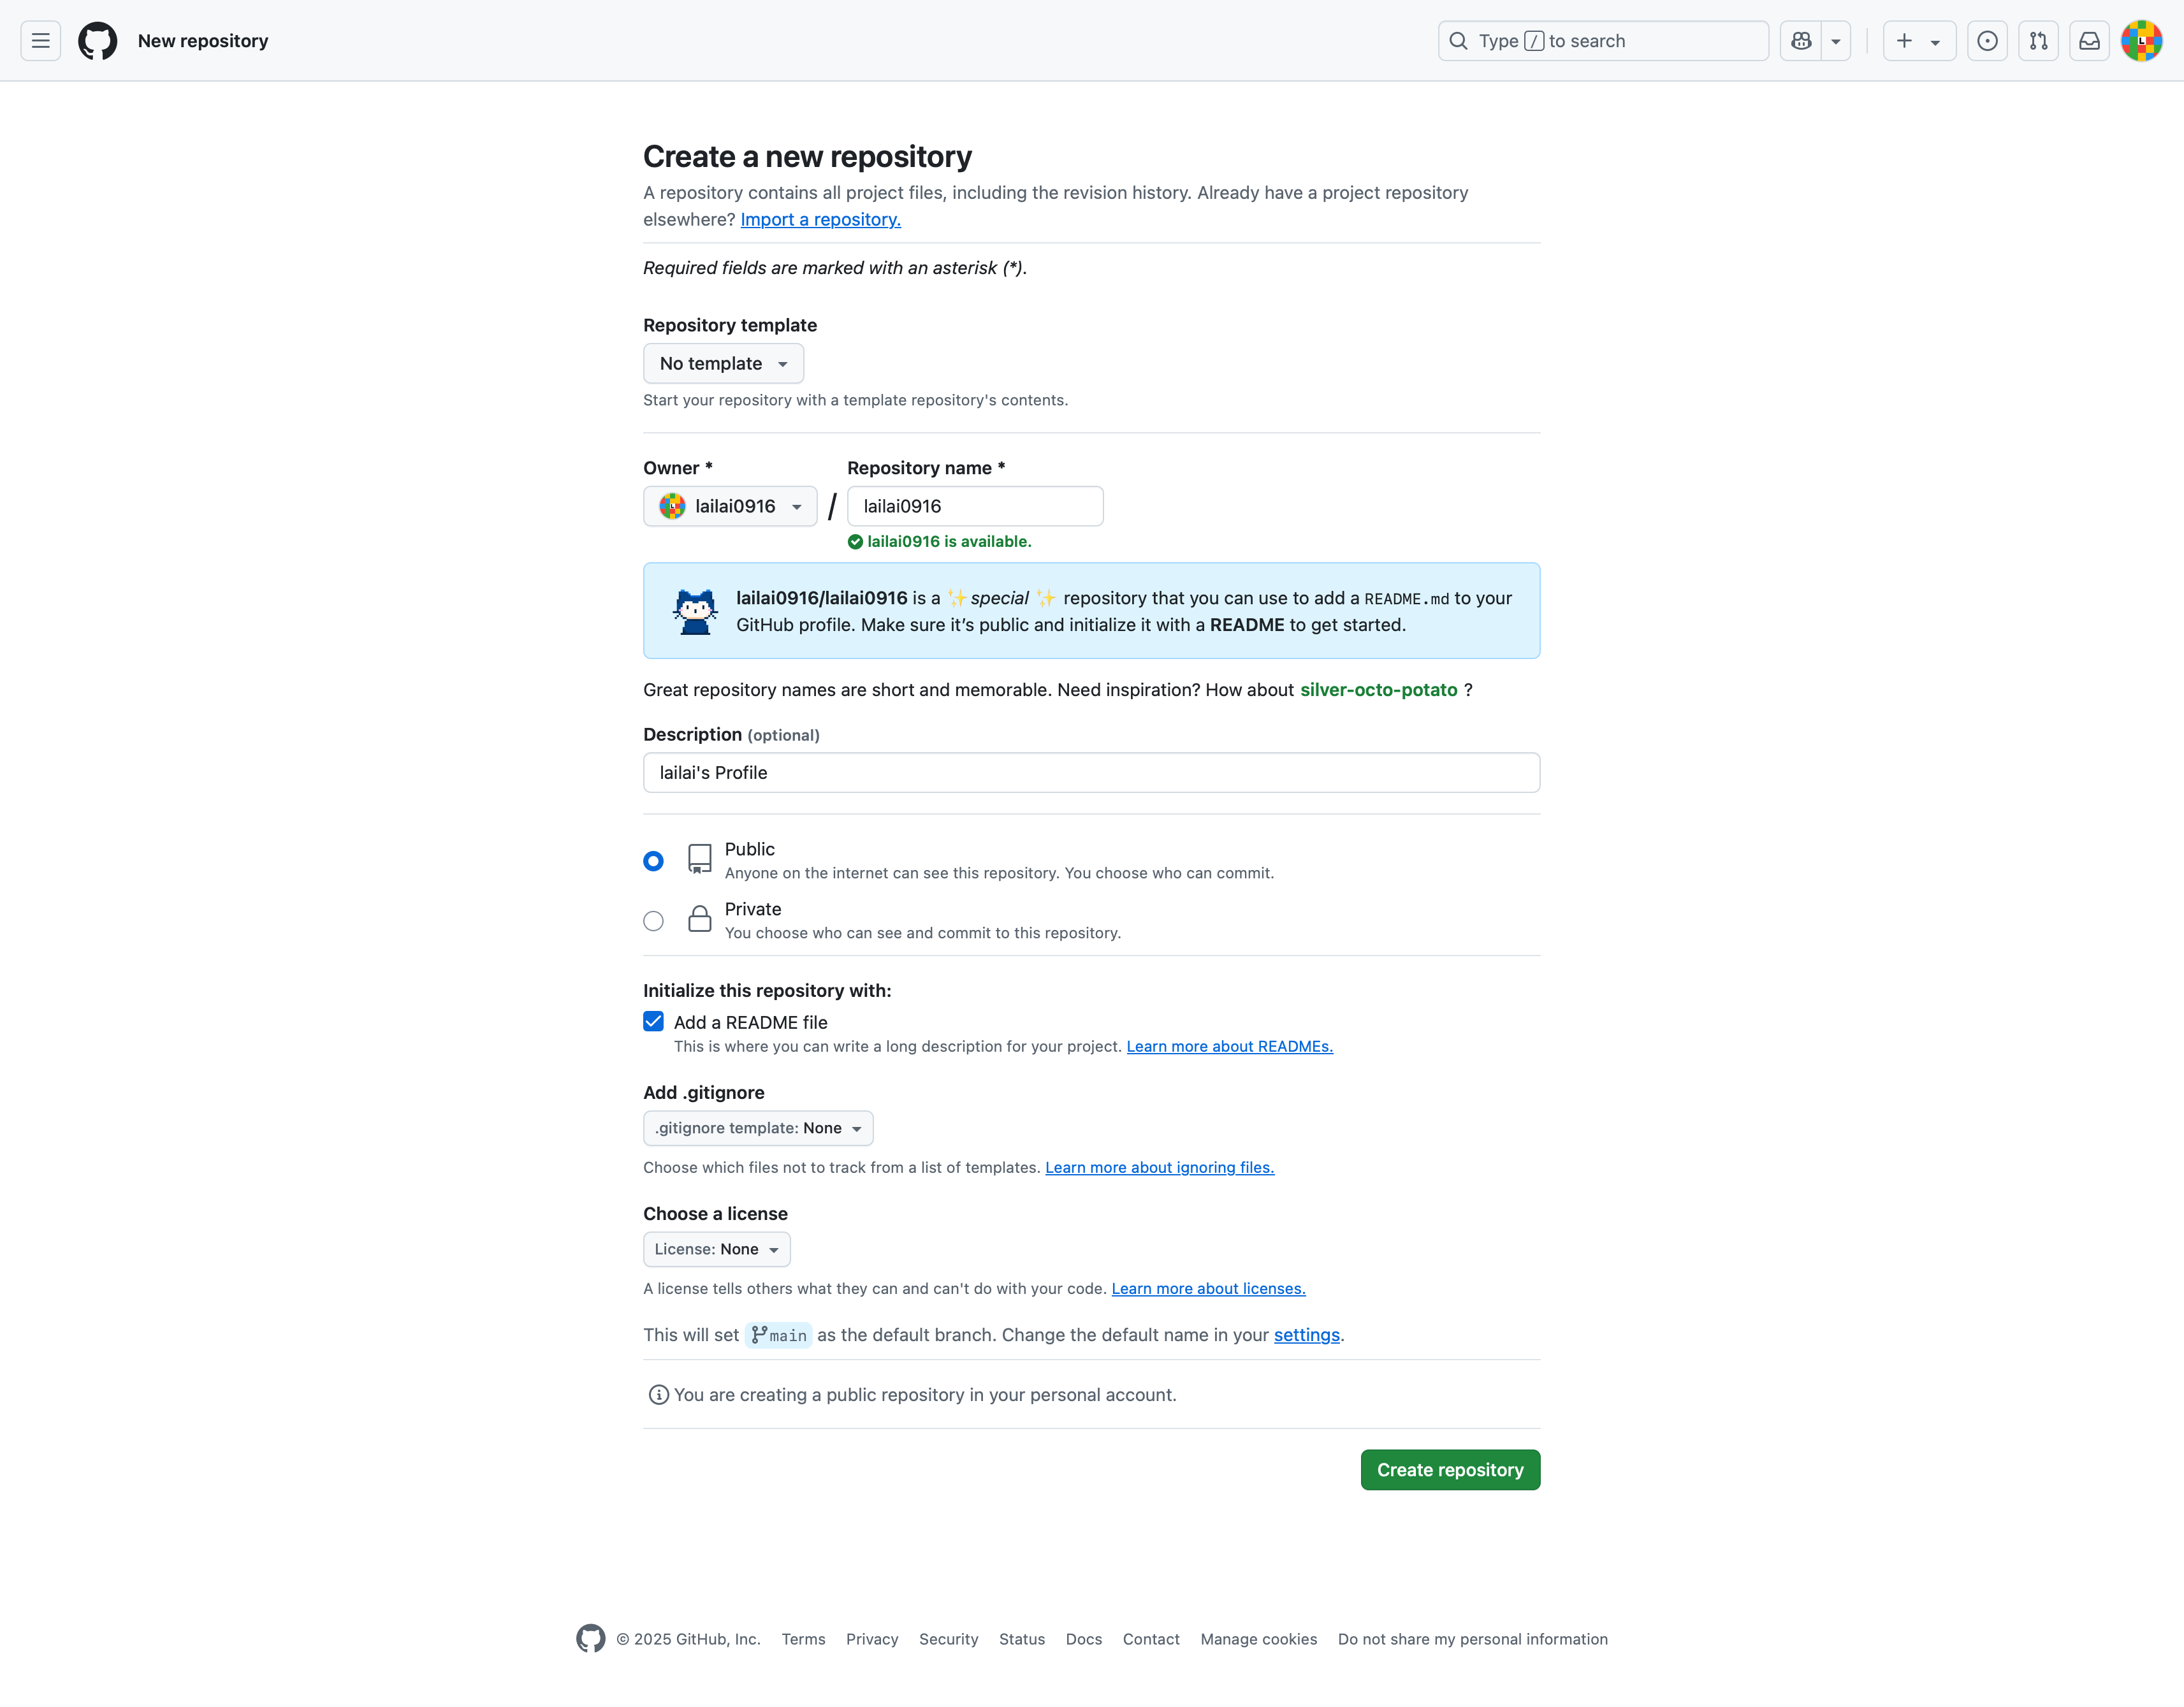 New repository
Type / to search
Create a new repository
A repository contains all project files, including the revision history. Already have a project repository
elsewhere? Import a repository.
Required fields are marked with an asterisk (*).
Repository template
No template
Start your repository with a template repository's contents.
Owner *
Repository name *
L lailai0916 / lailai0916
lailai0916 is available.
lailai0916/lailai0916 is a ✨ special ✨ repository that you can use to add a README.md to your
GitHub profile. Make sure it’s public and initialize it with a README to get started.
Great repository names are short and memorable. Need inspiration? How about silver-octo-potato ?
Description (optional)
lailai's Profile
Public
Anyone on the internet can see this repository. You choose who can commit.
Private
You choose who can see and commit to this repository.
Initialize this repository with:
Add a README file
This is where you can write a long description for your project. Learn more about READMEs.
Add .gitignore
.gitignore template: None
Choose which files not to track from a list of templates. Learn more about ignoring files.
Choose a license
License: None
A license tells others what they can and can't do with your code. Learn more about licenses.
This will set main as the default branch. Change the default name in your settings.
You are creating a public repository in your personal account.
Create repository
© 2025 GitHub, Inc. Terms Privacy Security Status Docs Contact Manage cookies Do not share my personal information